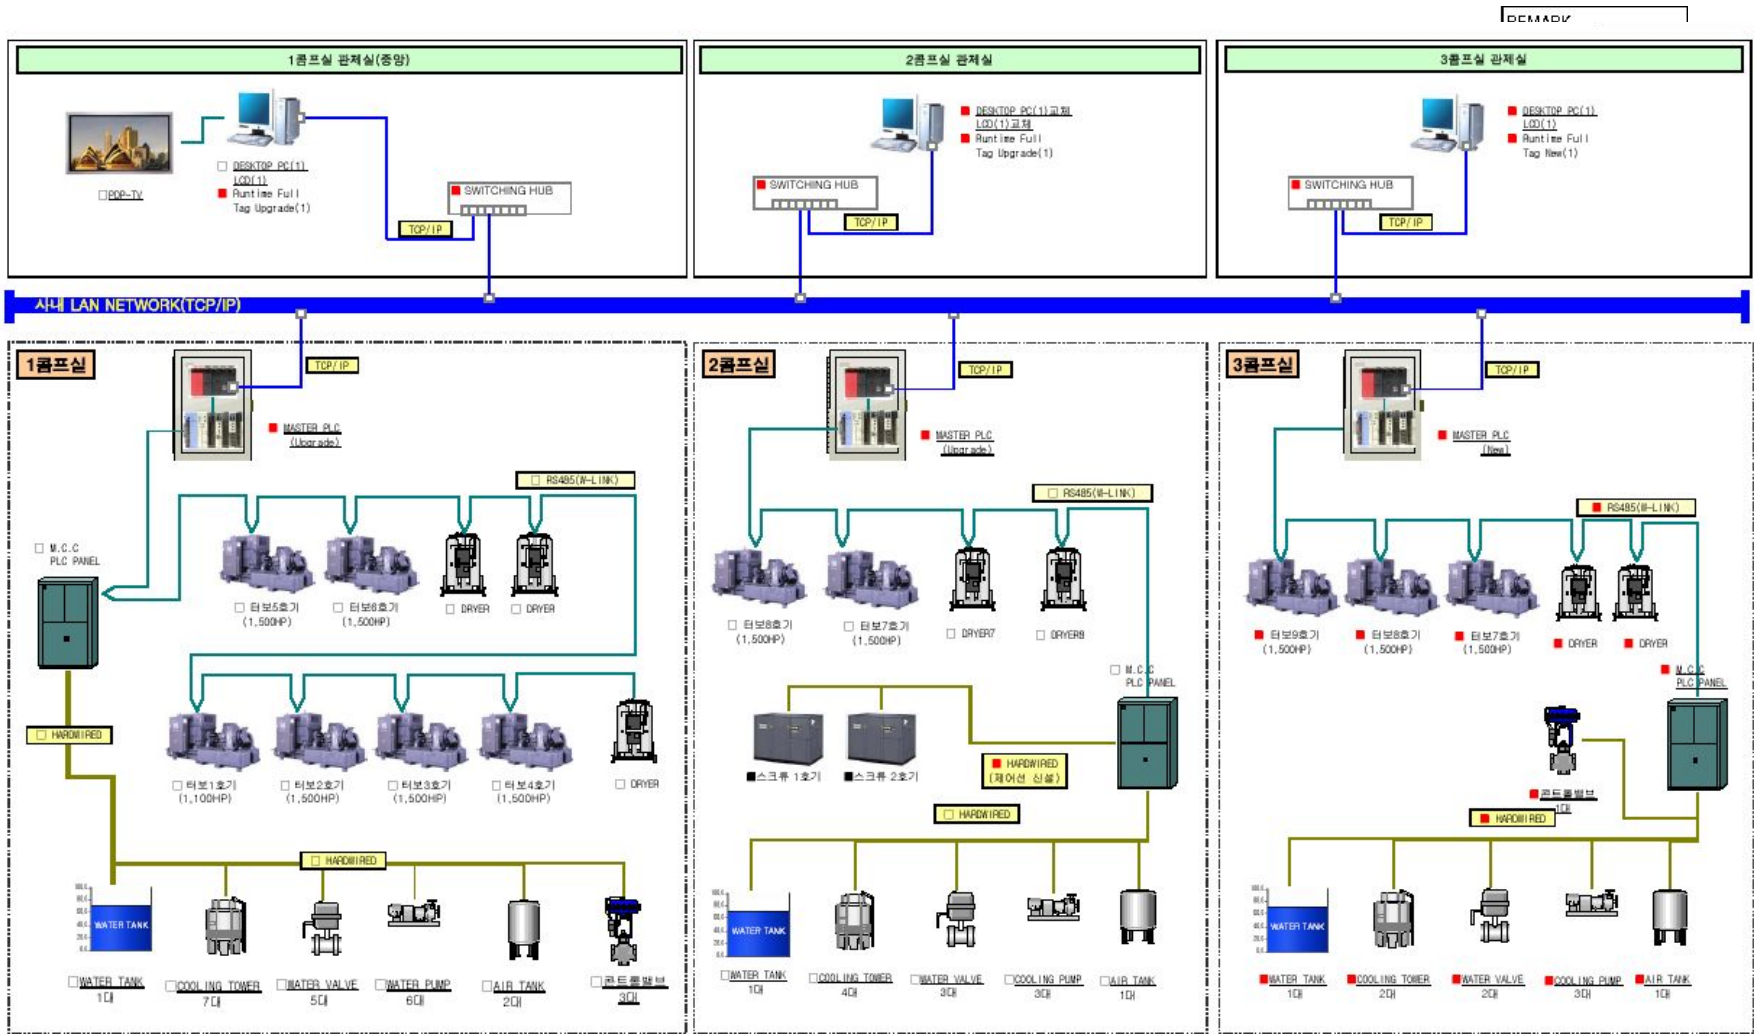 REMARK
1콤프실 관제실(중앙)
□PDP-TV
□ DESKTOP PC(1)
LCD(1)
■ Runtime Full
Tag Upgrade(1)
■ SWITCHING HUB
TCP/IP
2콤프실 관제실
■ DESKTOP PC(1)교체
LCD(1)교체
■ Runtime Full
Tag Upgrade(1)
■ SWITCHING HUB
TCP/IP
3콤프실 관제실
■ DESKTOP PC(1)
LCD(1)
■ Runtime Full
Tag New(1)
■ SWITCHING HUB
TCP/IP
사내 LAN NETWORK(TCP/IP)
1콤프실
TCP/IP
■ MASTER PLC
(Upgrade)
□ RS485(W-LINK)
□ M.C.C
PLC PANEL
□ 터보5호기
(1,500HP)
□ 터보6호기
(1,500HP)
□ DRYER
□ DRYER
□ HARDWIRED
□ 터보1호기
(1,100HP)
□ 터보2호기
(1,500HP)
□ 터보3호기
(1,500HP)
□ 터보4호기
(1,500HP)
□ DRYER
□ HARDWIRED
WATER TANK
□WATER TANK
1대
□COOLING TOWER
7대
□WATER VALVE
5대
□WATER PUMP
6대
□AIR TANK
2대
□콘트롤밸브
3대
2콤프실
TCP/IP
■ MASTER PLC
(Upgrade)
□ RS485(W-LINK)
□ 터보8호기
(1,500HP)
□ 터보7호기
(1,500HP)
□ DRYER7
□ DRYER8
□ M.C.C
PLC PANEL
■스크류 1호기
■스크류 2호기
■ HARDWIRED
(제어선 신설)
□ HARDWIRED
WATER TANK
□WATER TANK
1대
□COOLING TOWER
4대
□WATER VALVE
3대
□COOLING PUMP
3대
□AIR TANK
1대
3콤프실
TCP/IP
■ MASTER PLC
(New)
■ RS485(W-LINK)
■ 터보9호기
(1,500HP)
■ 터보8호기
(1,500HP)
■ 터보7호기
(1,500HP)
■ DRYER
■ DRYER
■ M.C.C
PLC PANEL
■콘트롤밸브
1대
■ HARDWIRED
WATER TANK
■WATER TANK
1대
■COOLING TOWER
2대
■WATER VALVE
2대
■COOLING PUMP
3대
■AIR TANK
1대